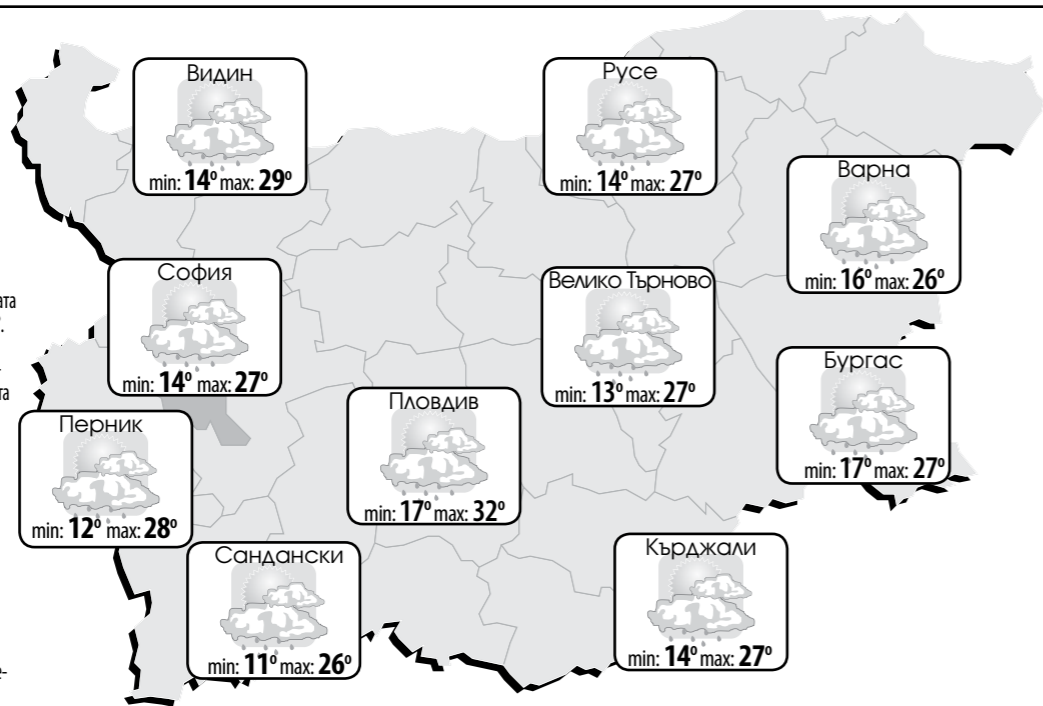 Видин
min: 14° max: 29°
Русе
min: 14° max: 27°
Варна
min: 16° max: 26°
София
min: 14° max: 27°
Велико Търново
min: 13° max: 27°
Бургас
min: 17° max: 27°
Пловдив
min: 17° max: 32°
Перник
min: 12° max: 28°
Сандански
min: 11° max: 26°
Кърджали
min: 14° max: 27°